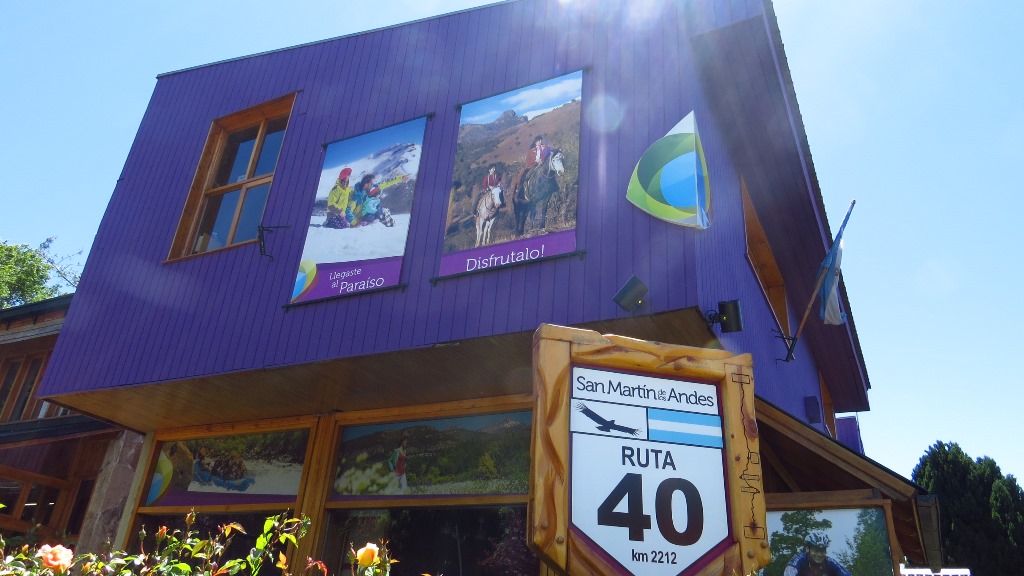 Llegaste
al Paraíso
Disfrutalo!
San Martín de los Andes
RUTA
40
km 2212